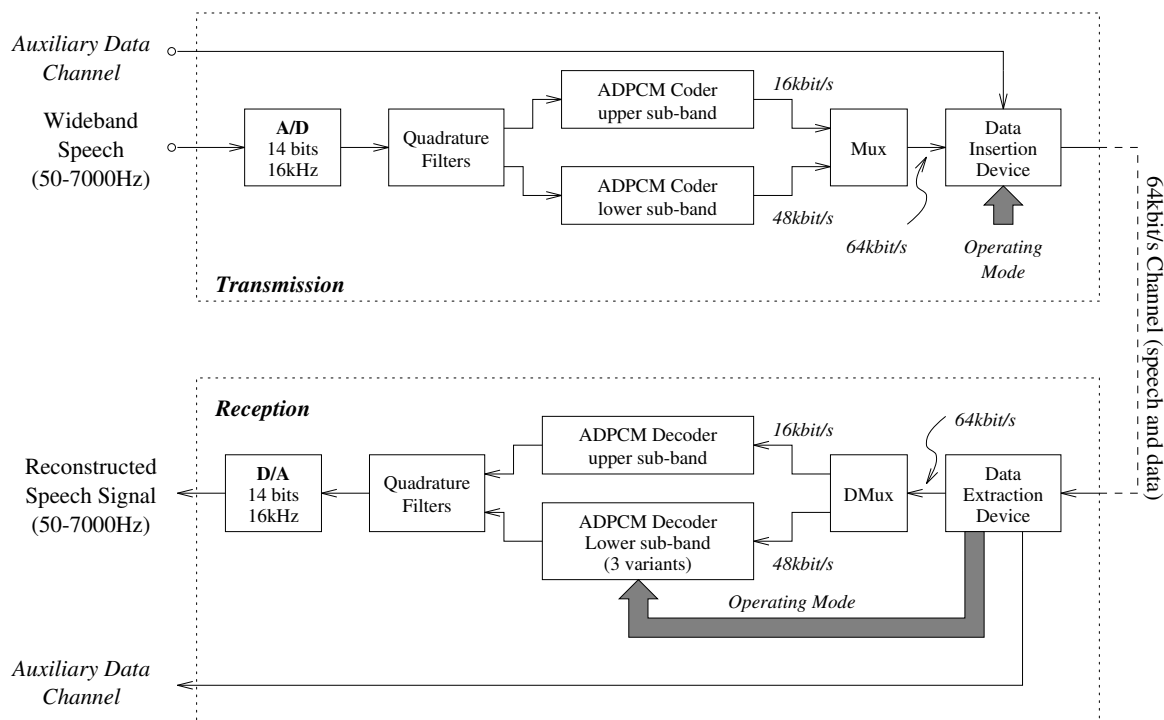 Auxiliary Data
Channel
Wideband
Speech
(50-7000Hz)
A/D
14 bits
16kHz
Quadrature
Filters
ADPCM Coder
upper sub-band
ADPCM Coder
lower sub-band
16kbit/s
48kbit/s
Mux
64kbit/s
Data
Insertion
Device
Operating
Mode
Transmission
64kbit/s Channel (speech and data)
Reception
Reconstructed
Speech Signal
(50-7000Hz)
D/A
14 bits
16kHz
Quadrature
Filters
ADPCM Decoder
upper sub-band
ADPCM Decoder
Lower sub-band
(3 variants)
16kbit/s
48kbit/s
DMux
64kbit/s
Data
Extraction
Device
Operating Mode
Auxiliary Data
Channel